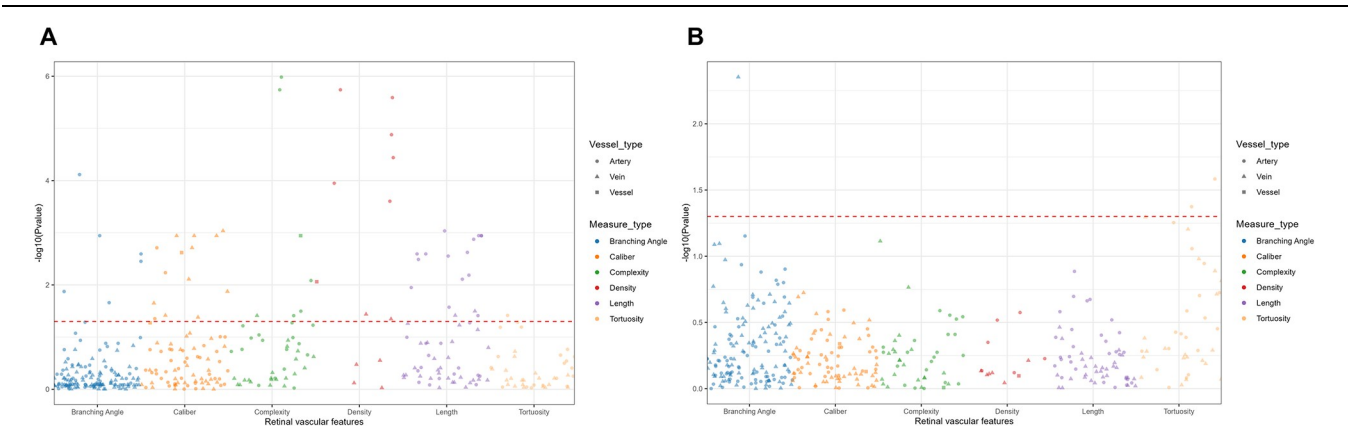 A
-log10(Pvalue)
6
4
2
0
Branching Angle Caliber Complexity Density Length Tortuosity
Retinal vascular features
Vessel_type
Artery
Vein
Vessel
Measure_type
Branching Angle
Caliber
Complexity
Density
Length
Tortuosity
B
-log10(Pvalue)
2.0
1.5
1.0
0.5
0.0
Branching Angle Caliber Complexity Density Length Tortuosity
Retinal vascular features
Vessel_type
Artery
Vein
Vessel
Measure_type
Branching Angle
Caliber
Complexity
Density
Length
Tortuosity